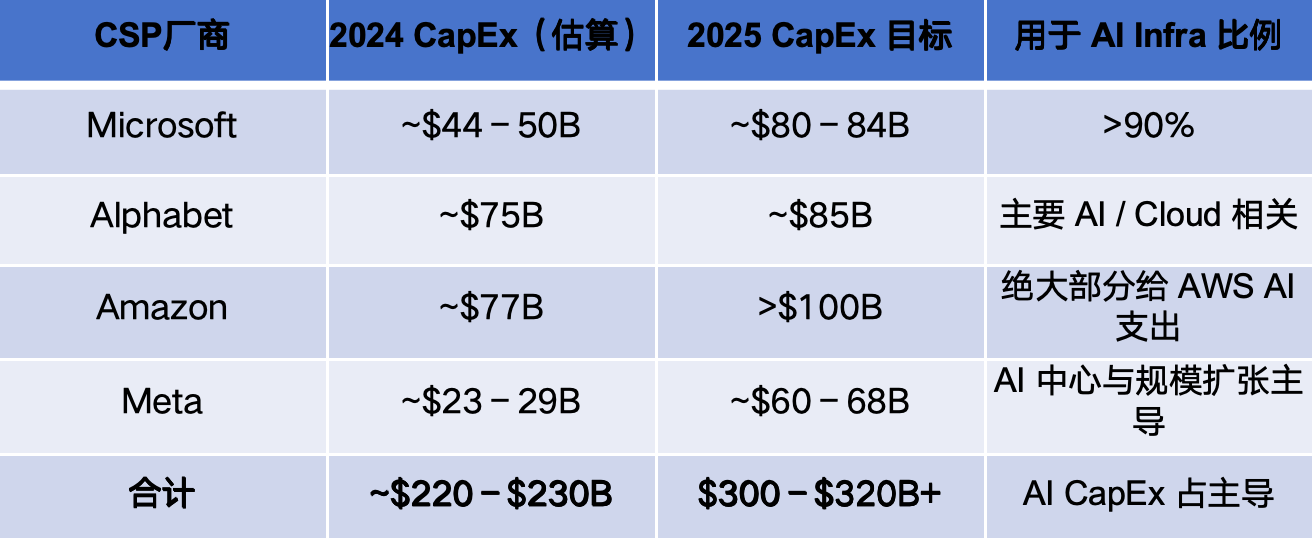 CSP厂商 2024 CapEx（估算） 2025 CapEx 目标 用于 AI Infra 比例
Microsoft ~$44 – 50B ~$80 – 84B >90%
Alphabet ~$75B ~$85B 主要 AI / Cloud 相关
Amazon ~$77B >$100B 绝大部分给 AWS AI
支出
Meta ~$23 – 29B ~$60 – 68B AI 中心与规模扩张主
导
合计 ~$220 – $230B $300 – $320B+ AI CapEx 占主导